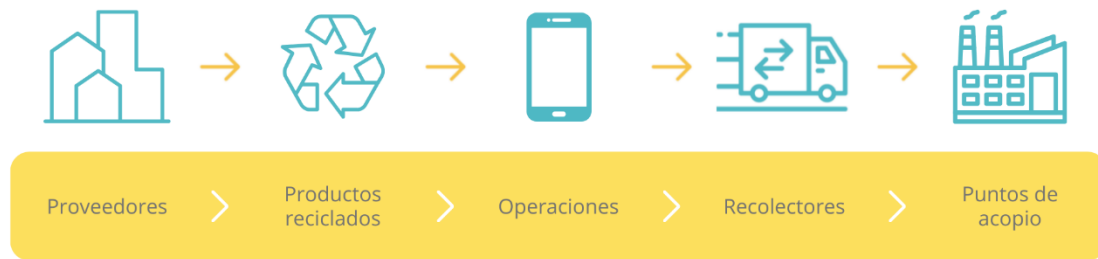 Proveedores
Productos
reciclados
Operaciones
Recolectores
Puntos de
acopio